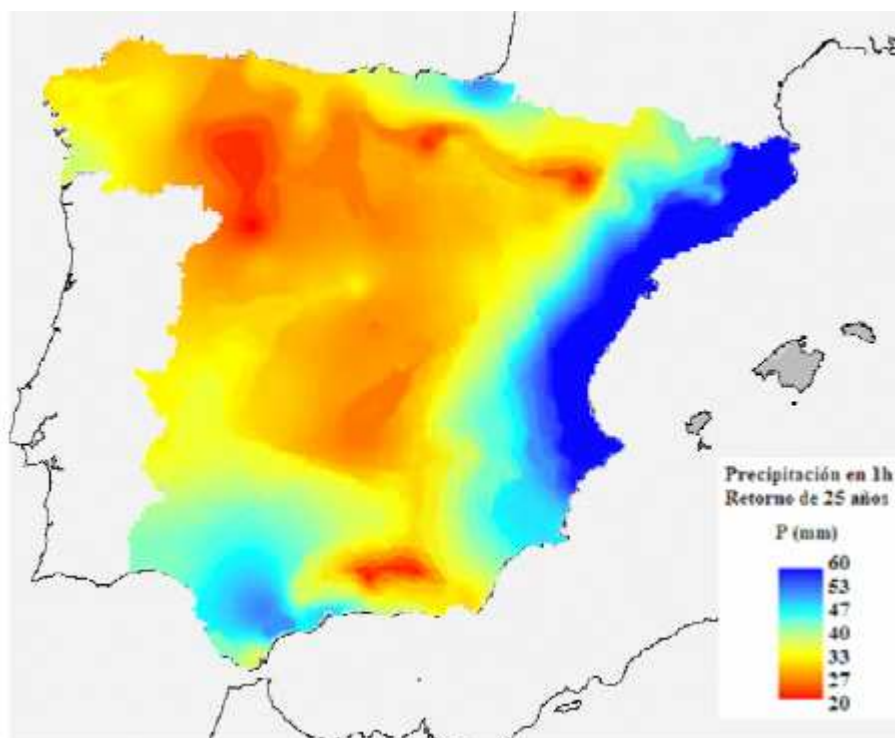 Precipitación en 1h
Retorno de 25 años
P (mm)
60
53
47
40
33
27
20